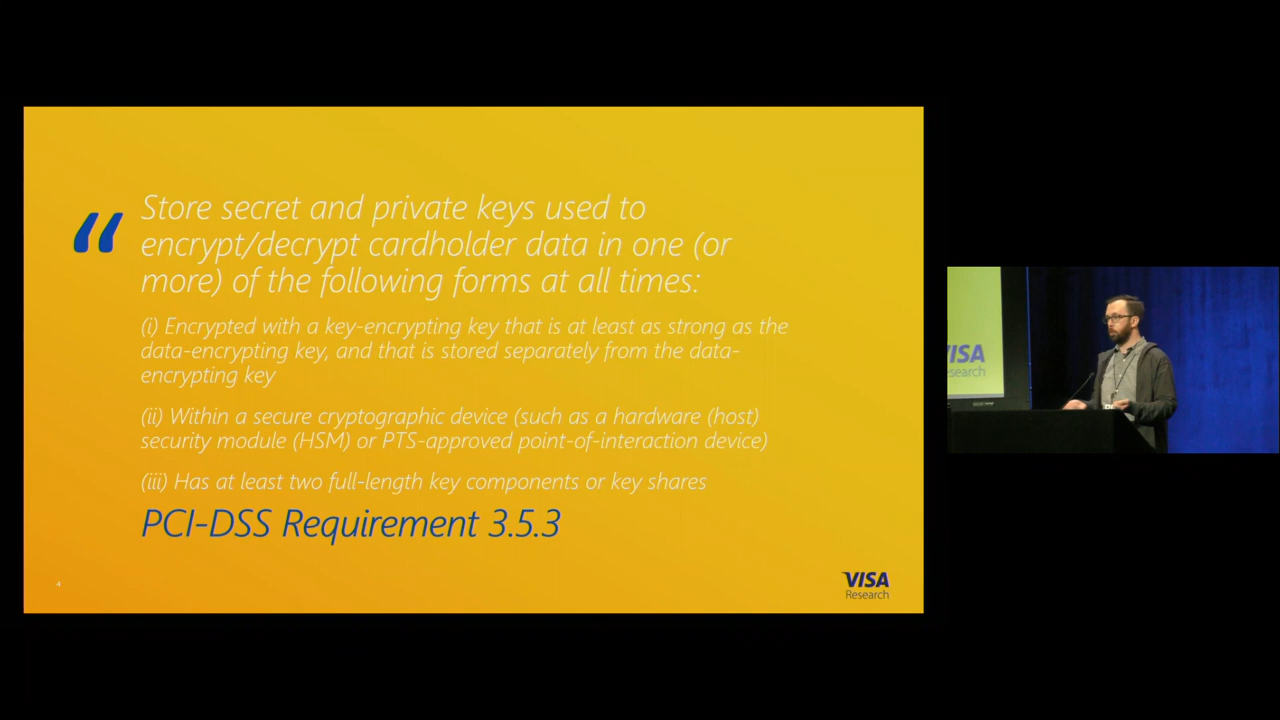 “ Store secret and private keys used to
encrypt/decrypt cardholder data in one (or
more) of the following forms at all times:
(i) Encrypted with a key-encrypting key that is at least as strong as the
data-encrypting key, and that is stored separately from the data-
encrypting key
(ii) Within a secure cryptographic device (such as a hardware (host)
security module (HSM) or PTS-approved point-of-interaction device)
(iii) Has at least two full-length key components or key shares
PCI-DSS Requirement 3.5.3
4
VISA
Research
VISA
search